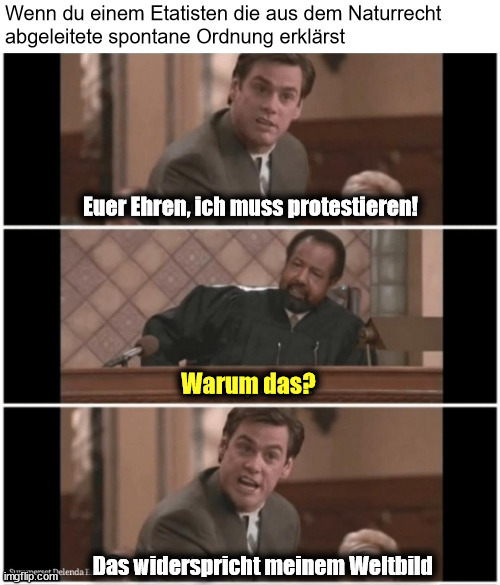 Wenn du einem Etatisten die aus dem Naturrecht
abgeleitete spontane Ordnung erklärst
Euer Ehren, ich muss protestieren!
Warum das?
Das widerspricht meinem Weltbild
Delenda
imgflip.com